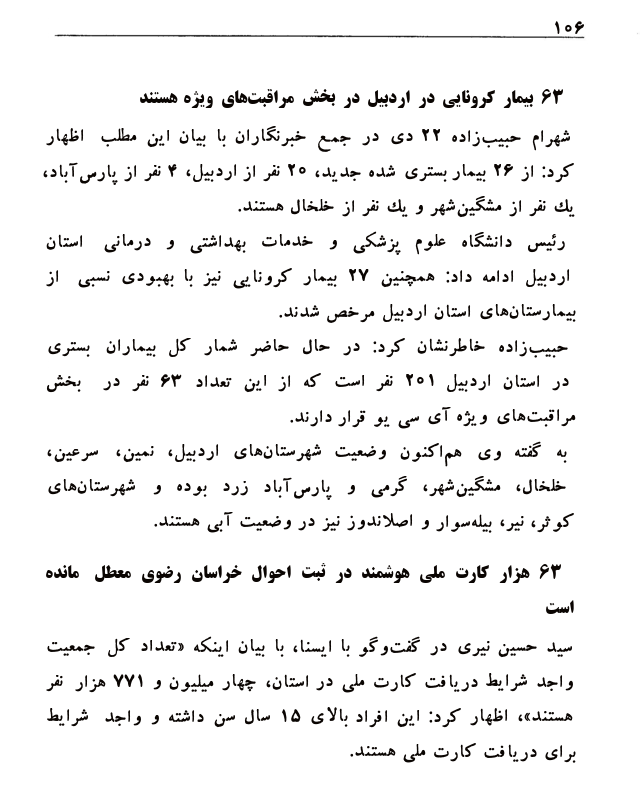 ۱۰۶
۶۳ بیمار کرونایی در اردبیل در بخش مراقبت‌های ویژه هستند
شهرام حبیب‌زاده ۲۲ دی در جمع خبرنگاران با بیان این مطلب اظهار
کرد: از ۲۶ بیمار بستری شده جدید، ۲۰ نفر از اردبیل، ۴ نفر از پارس‌آباد،
یك نفر از مشگین‌شهر و یك نفر از خلخال هستند.
رئیس دانشگاه علوم پزشکی و خدمات بهداشتی و درمانی استان
اردبیل ادامه داد: همچنین ۲۷ بیمار کرونایی نیز با بهبودی نسبی از
بیمارستان‌های استان اردبیل مرخص شدند.
حبیب‌زاده خاطرنشان کرد: در حال حاضر شمار کل بیماران بستری
در استان اردبیل ۲۰۱ نفر است که از این تعداد ۶۳ نفر در بخش
مراقبت‌های ویژه آی سی یو قرار دارند.
به گفته وی هم‌اکنون وضعیت شهرستان‌های اردبیل، نمین، سرعین،
خلخال، مشگین‌شهر، گرمی و پارس‌آباد زرد بوده و شهرستان‌های
کوثر، نیر، بیله‌سوار و اصلاندوز نیز در وضعیت آبی هستند.
۶۳ هزار کارت ملی هوشمند در ثبت احوال خراسان رضوی معطل مانده
است
سید حسین نیری در گفت‌وگو با ایسنا، با بیان اینکه «تعداد کل جمعیت
واجد شرایط دریافت کارت ملی در استان، چهار میلیون و ۷۷۱ هزار نفر
هستند»، اظهار کرد: این افراد بالای ۱۵ سال سن داشته و واجد شرایط
برای دریافت کارت ملی هستند.